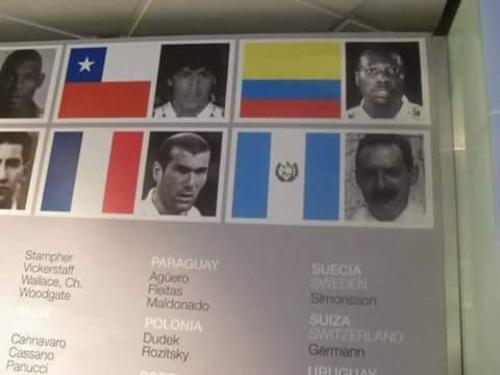 Stampher
Vickerstaff
Wallace, Ch.
Woodgate
Cannavaro
Cassano
Panucci
PARAGUAY
Agüero
Fleitas
Maldonado
POLONIA
Dudek
Rozitsky
SUECIA
SWEDEN
Simonsson
SUIZA
SWITZERLAND
Germann
URUGUAY